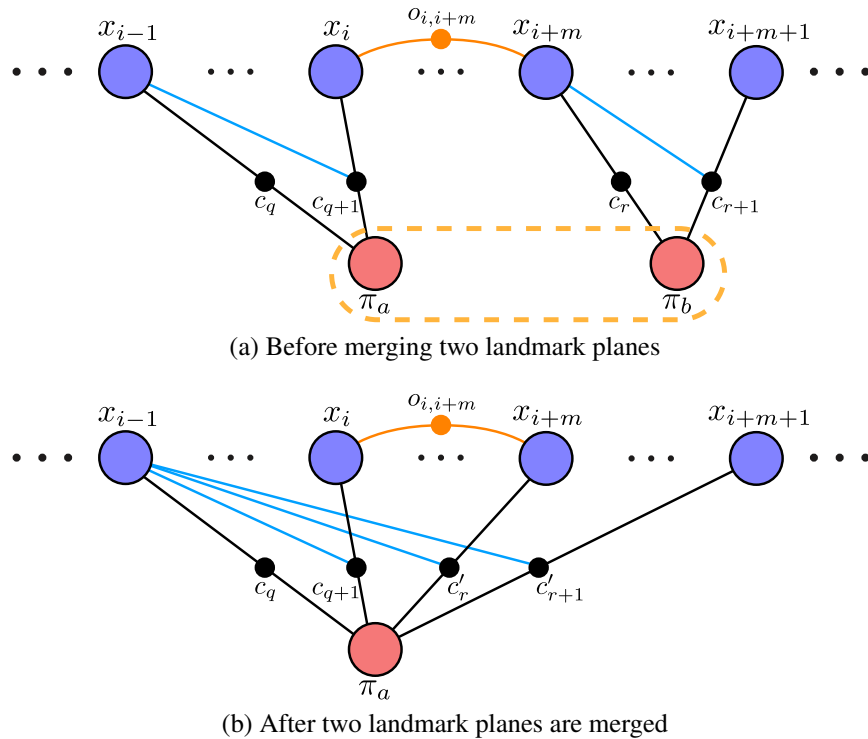 o_{i,i+m}
x_{i-1} x_i x_{i+m} x_{i+m+1}
c_q c_{q+1} c_r c_{r+1}
π_a π_b
(a) Before merging two landmark planes
o_{i,i+m}
x_{i-1} x_i x_{i+m} x_{i+m+1}
c_q c_{q+1} c'_r c'_{r+1}
π_a
(b) After two landmark planes are merged